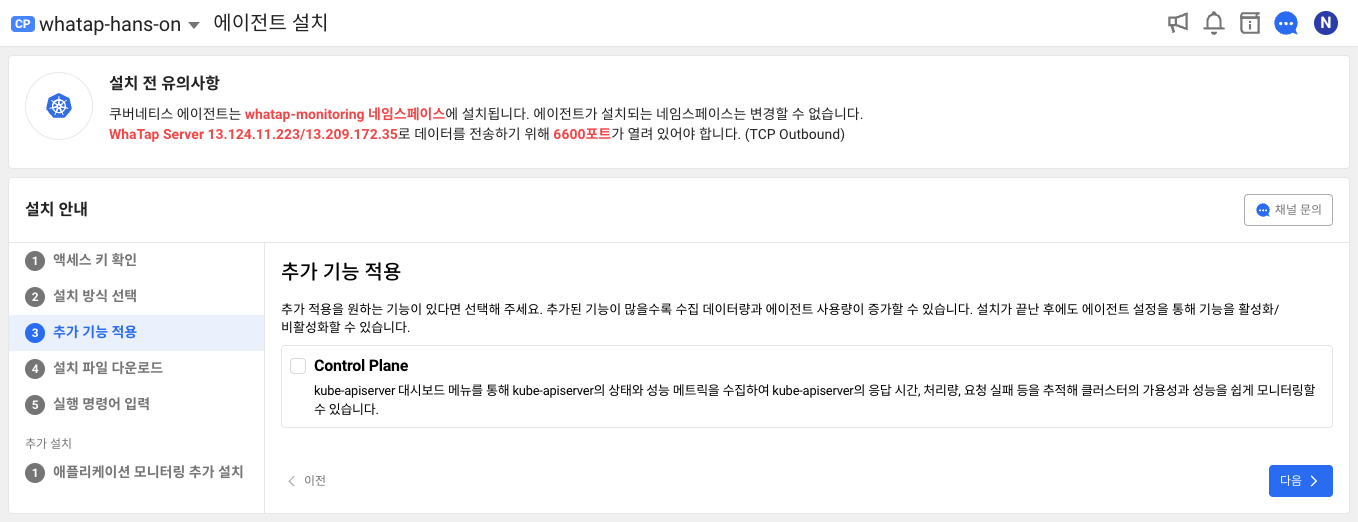 CP whatap-hans-on 에이전트 설치
N
설치 전 유의사항
쿠버네티스 에이전트는 whatap-monitoring 네임스페이스에 설치됩니다. 에이전트가 설치되는 네임스페이스는 변경할 수 없습니다.
WhaTap Server 13.124.11.223/13.209.172.35로 데이터를 전송하기 위해 6600포트가 열려 있어야 합니다. (TCP Outbound)
설치 안내
채널 문의
1 액세스 키 확인
2 설치 방식 선택
3 추가 기능 적용
4 설치 파일 다운로드
5 실행 명령어 입력
추가 설치
1 애플리케이션 모니터링 추가 설치
추가 기능 적용
추가 적용을 원하는 기능이 있다면 선택해 주세요. 추가된 기능이 많을수록 수집 데이터량과 에이전트 사용량이 증가할 수 있습니다. 설치가 끝난 후에도 에이전트 설정을 통해 기능을 활성화/
비활성화할 수 있습니다.
Control Plane
kube-apiserver 대시보드 메뉴를 통해 kube-apiserver의 상태와 성능 메트릭을 수집하여 kube-apiserver의 응답 시간, 처리량, 요청 실패 등을 추적해 클러스터의 가용성과 성능을 쉽게 모니터링할
수 있습니다.
이전
다음